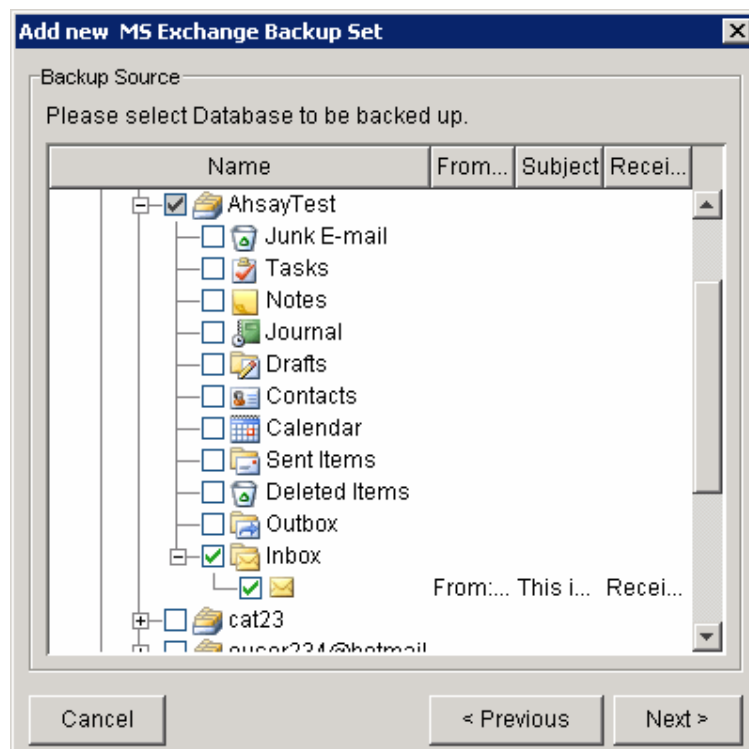 Add new MS Exchange Backup Set
Backup Source
Please select Database to be backed up.
Name From... Subject Recei...
AhsayTest
Junk E-mail
Tasks
Notes
Journal
Drafts
Contacts
Calendar
Sent Items
Deleted Items
Outbox
Inbox
From:... This i... Recei...
cat23
Cancel < Previous Next >